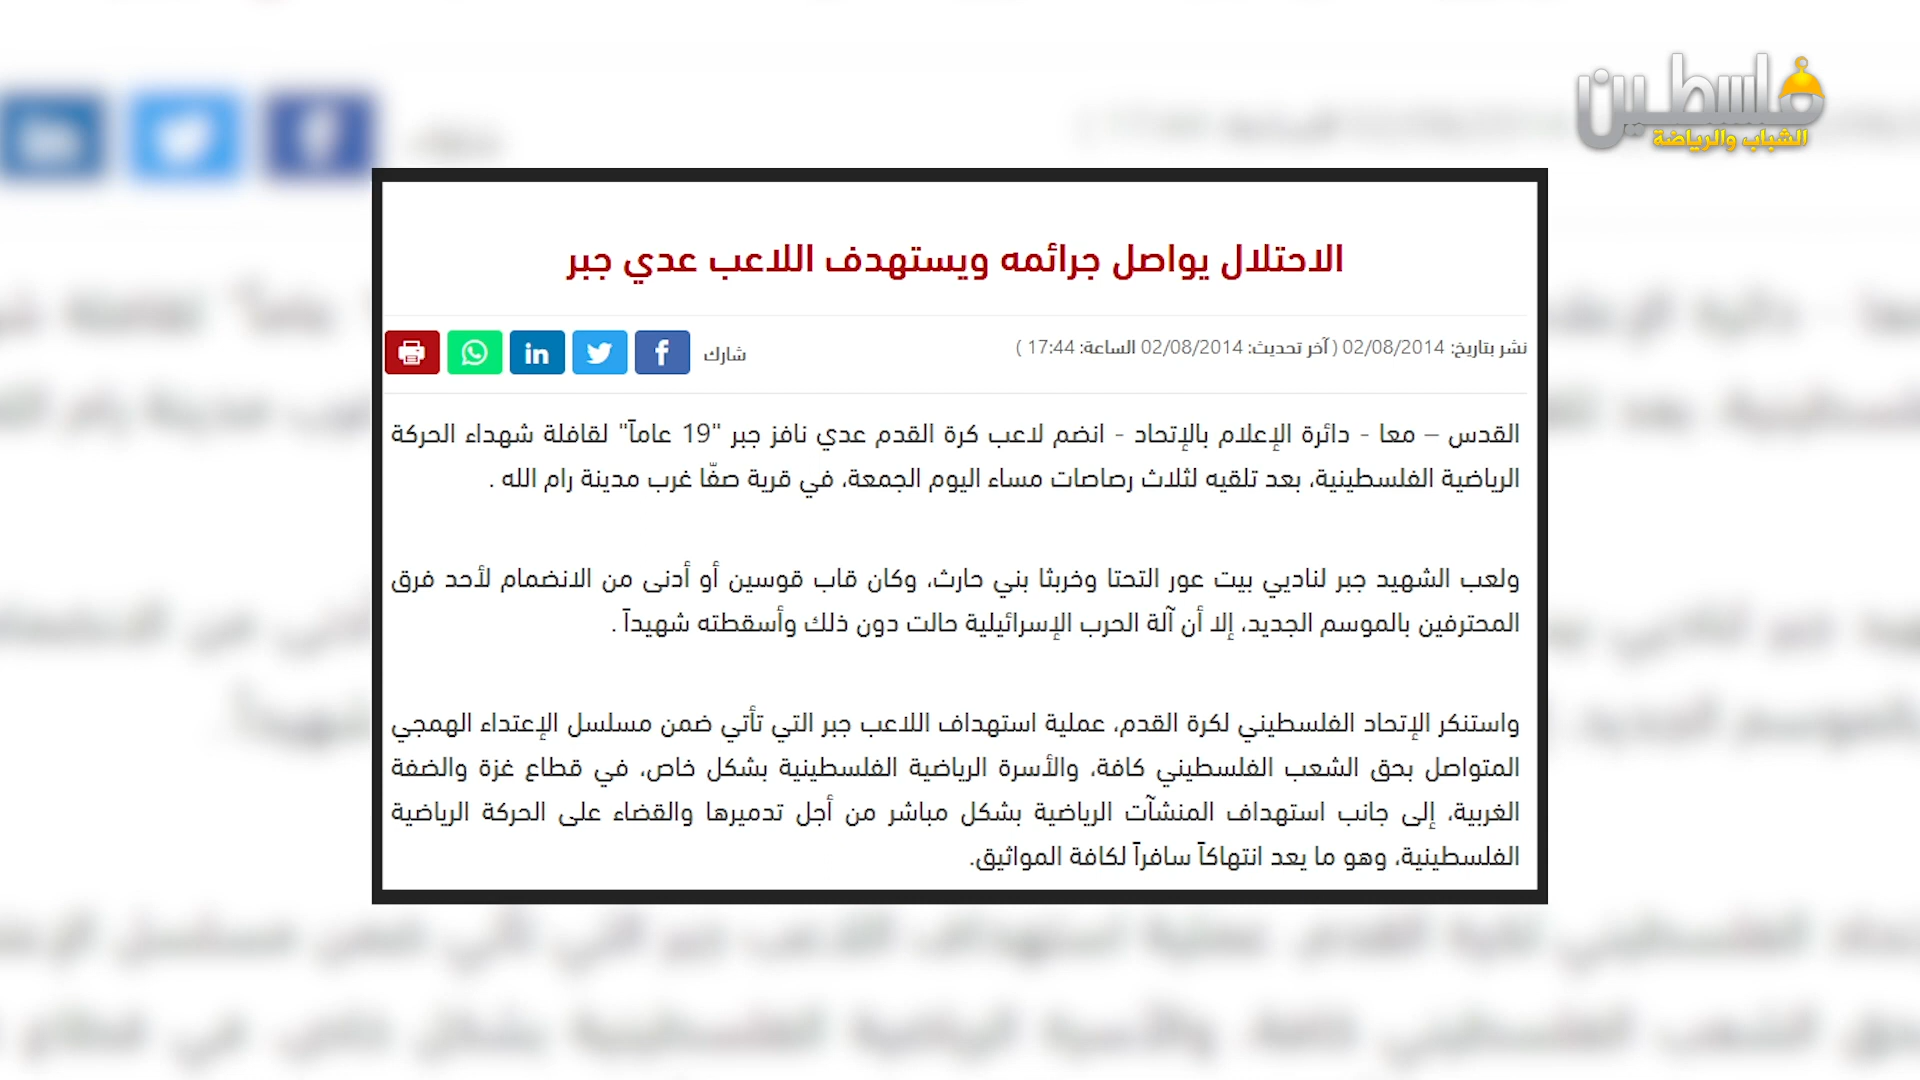 فلسطين
الشباب والرياضة
الاحتلال يواصل جرائمه ويستهدف اللاعب عدي جبر
نشر بتاريخ: 02/08/2014 ( آخر تحديث: 02/08/2014 الساعة: 17:44 )
شارك
القدس – معا - دائرة الإعلام بالإتحاد - انضم لاعب كرة القدم عدي نافز جبر "19 عاماً" لقافلة شهداء الحركة
الرياضية الفلسطينية، بعد تلقيه لثلاث رصاصات مساء اليوم الجمعة، في قرية صفّا غرب مدينة رام الله .
ولعب الشهيد جبر لناديي بيت عور التحتا وخربثا بني حارث، وكان قاب قوسين أو أدنى من الانضمام لأحد فرق
المحترفين بالموسم الجديد، إلا أن آلة الحرب الإسرائيلية حالت دون ذلك وأسقطته شهيداً .
واستنكر الإتحاد الفلسطيني لكرة القدم، عملية استهداف اللاعب جبر التي تأتي ضمن مسلسل الإعتداء الهمجي
المتواصل بحق الشعب الفلسطيني كافة، والأسرة الرياضية الفلسطينية بشكل خاص، في قطاع غزة والضفة
الغربية، إلى جانب استهداف المنشآت الرياضية بشكل مباشر من أجل تدميرها والقضاء على الحركة الرياضية
الفلسطينية، وهو ما يعد انتهاكاً سافراً لكافة المواثيق.